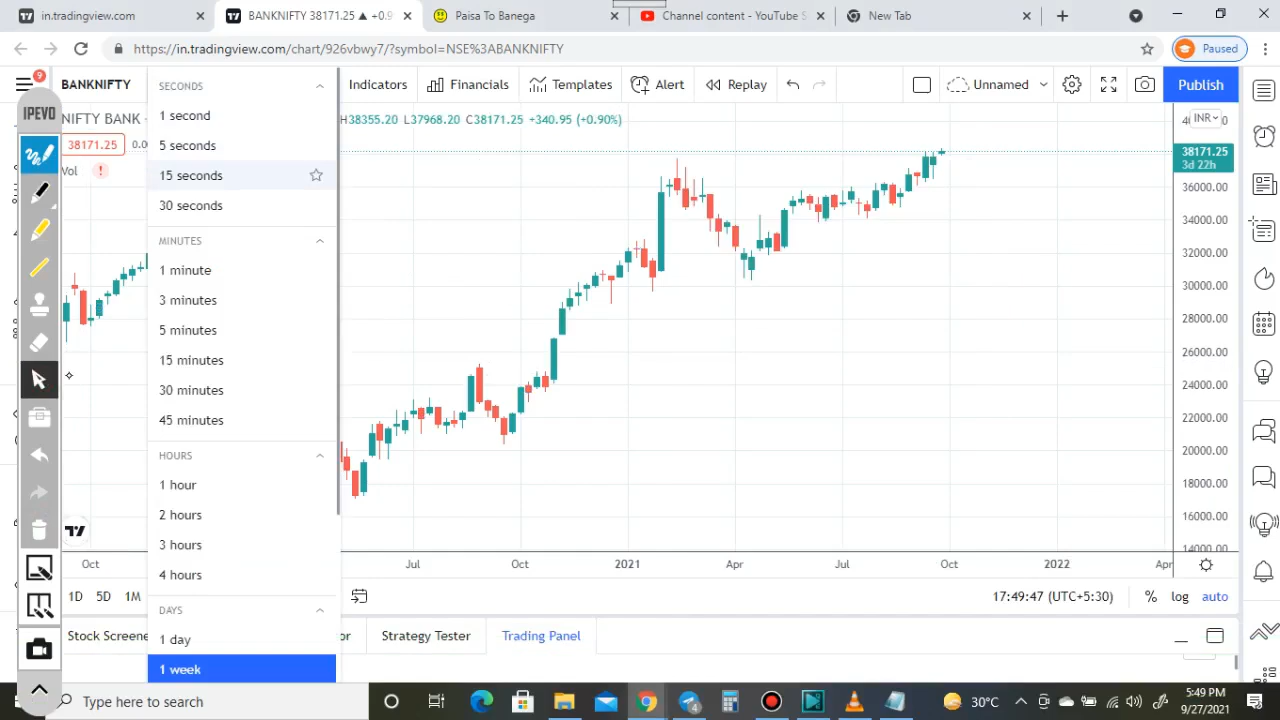 in.tradingview.com
BANKNIFTY 38171.25 ▲ +0.9
Paisa To Banega
Channel content - YouTube S
New Tab
https://in.tradingview.com/chart/926vbwy7/?symbol=NSE%3ABANKNIFTY
Paused
9
BANKNIFTY
Indicators
Financials
Templates
Alert
Replay
Unnamed
Publish
IPEVO
NIFTY BANK
H38355.20 L37968.20 C38171.25 +340.95 (+0.90%)
INR
38171.25
0.0
Vol
!
SECONDS
1 second
5 seconds
15 seconds
30 seconds
MINUTES
1 minute
3 minutes
5 minutes
15 minutes
30 minutes
45 minutes
HOURS
1 hour
2 hours
3 hours
4 hours
DAYS
1 day
1 week
38171.25
3d 22h
36000.00
34000.00
32000.00
30000.00
28000.00
26000.00
24000.00
22000.00
20000.00
18000.00
16000.00
14000.00
Oct
Jul
Oct
2021
Apr
Jul
Oct
2022
Apr
1D 5D 1M
17:49:47 (UTC+5:30)
% log auto
Stock Screene
or
Strategy Tester
Trading Panel
Type here to search
4
30°C
5:49 PM
9/27/2021